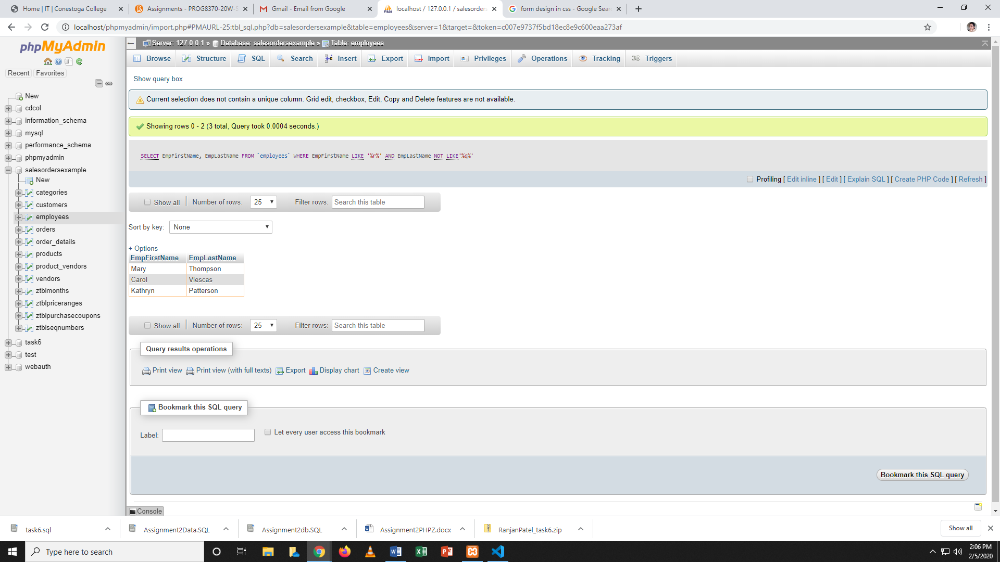 Home | IT | Conestoga College
Assignments - PROG8370-20W-S
Gmail - Email from Google
localhost / 127.0.0.1 / salesorders
form design in css - Google Sear
localhost/phpmyadmin/import.php#PMAURL-25:tbl_sql.php?db=salesordersexample&table=employees&server=1&target=&token=c007e9737f5bd18ec8e9c600eaa273af
phpMyAdmin
Recent Favorites
New
cdcol
information_schema
mysql
performance_schema
phpmyadmin
salesordersexample
New
categories
customers
employees
orders
order_details
products
product_vendors
vendors
ztblmonths
ztblpriceranges
ztblpurchasecoupons
ztblseqnumbers
task6
test
webauth
Server: 127.0.0.1 » Database: salesordersexample » Table: employees
Browse Structure SQL Search Insert Export Import Privileges Operations Tracking Triggers
Show query box
Current selection does not contain a unique column. Grid edit, checkbox, Edit, Copy and Delete features are not available.
Showing rows 0 - 2 (3 total, Query took 0.0004 seconds.)
SELECT EmpFirstName, EmpLastName FROM `employees` WHERE EmpFirstName LIKE '%r%' AND EmpLastName NOT LIKE'%q%'
Profiling [ Edit inline ] [ Edit ] [ Explain SQL ] [ Create PHP Code ] [ Refresh ]
Show all Number of rows: 25 Filter rows: Search this table
Sort by key: None
+ Options
EmpFirstName EmpLastName
Mary Thompson
Carol Viescas
Kathryn Patterson
Show all Number of rows: 25 Filter rows: Search this table
Query results operations
Print view Print view (with full texts) Export Display chart Create view
Bookmark this SQL query
Label: Let every user access this bookmark
Bookmark this SQL query
Console
task6.sql Assignment2Data.SQL Assignment2db.SQL Assignment2PHPZ.docx RanjanPatel_task6.zip Show all
Type here to search
2:06 PM
2/5/2020